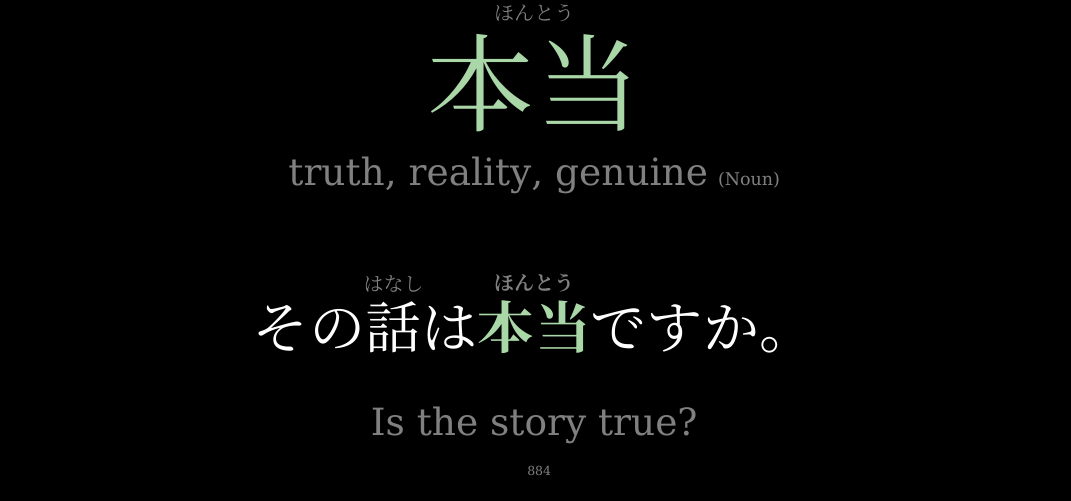 ほんとう
本当
truth, reality, genuine (Noun)
はなし ほんとう
その話は本当ですか。
Is the story true?
884